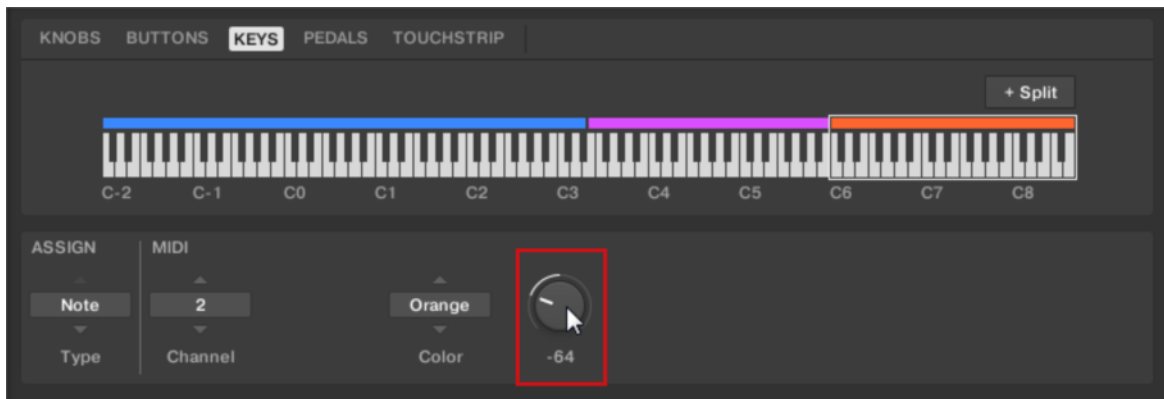 KNOBS BUTTONS KEYS PEDALS TOUCHSTRIP
+ Split
C-2 C-1 C0 C1 C2 C3 C4 C5 C6 C7 C8
ASSIGN MIDI
Note 2 Orange
Type Channel Color -64